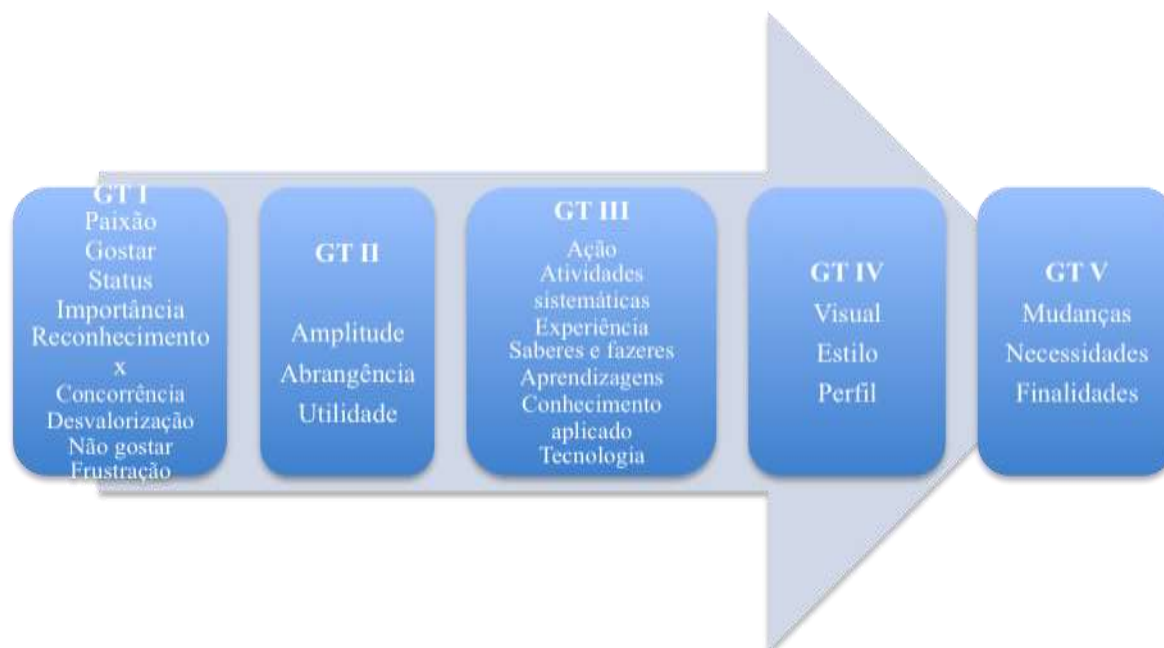 GT I
Paixão
Gostar
Status
Importância
Reconhecimento
x
Concorrência
Desvalorização
Não gostar
Frustração
GT II
Amplitude
Abrangência
Utilidade
GT III
Ação
Atividades
sistemáticas
Experiência
Saberes e fazeres
Aprendizagens
Conhecimento
aplicado
Tecnologia
GT IV
Visual
Estilo
Perfil
GT V
Mudanças
Necessidades
Finalidades